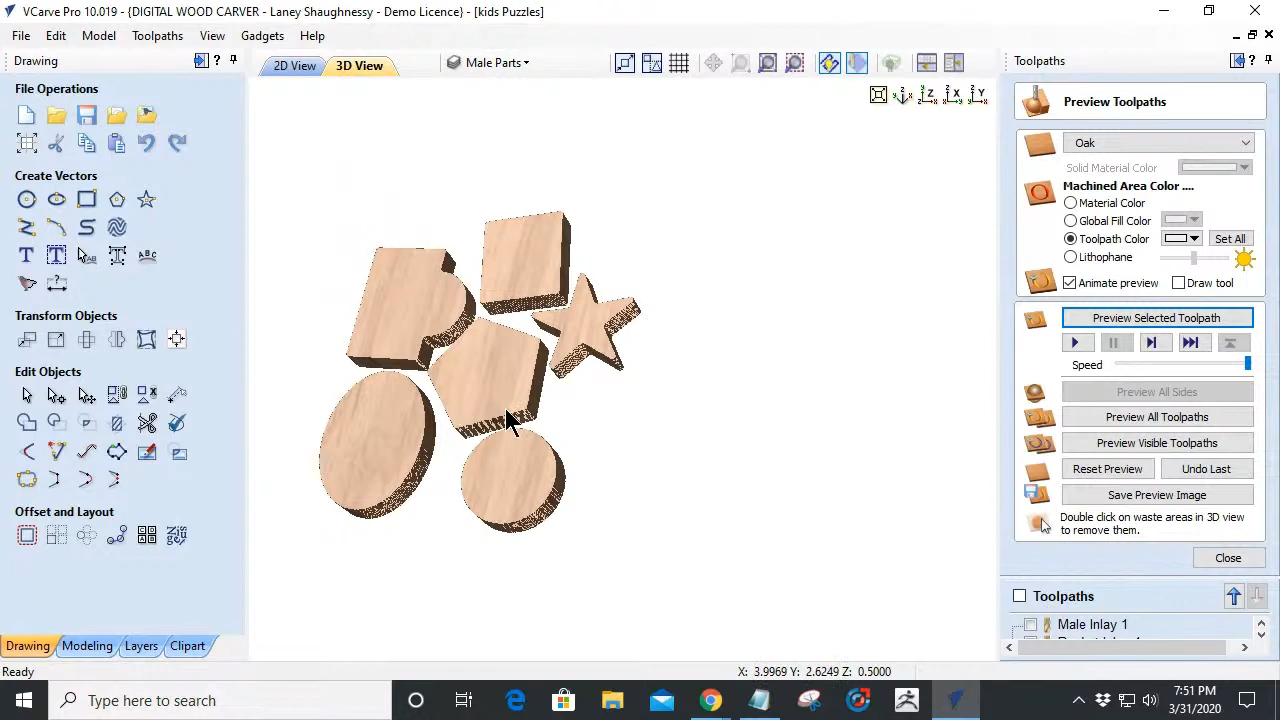 VCarve Pro 10.019 - {DIGITAL WOOD CARVER - Laney Shaughnessy - Demo Licence} - [kids Puzzles]
File Edit Model Toolpaths View Gadgets Help
Drawing
File Operations
Create Vectors
Transform Objects
Edit Objects
Offset and Layout
Drawing Modeling Layers Clipart
2D View 3D View Male Parts
Toolpaths
Preview Toolpaths
Oak
Solid Material Color
Machined Area Color ....
Material Color
Global Fill Color
Toolpath Color Set All
Lithophane
Animate preview Draw tool
Preview Selected Toolpath
Speed
Preview All Sides
Preview All Toolpaths
Preview Visible Toolpaths
Reset Preview Undo Last
Save Preview Image
Double click on waste areas in 3D view
to remove them.
Close
Toolpaths
Male Inlay 1
Ready
X: 3.9969 Y: 2.6249 Z: 0.5000
Type here to search
7:51 PM
3/31/2020